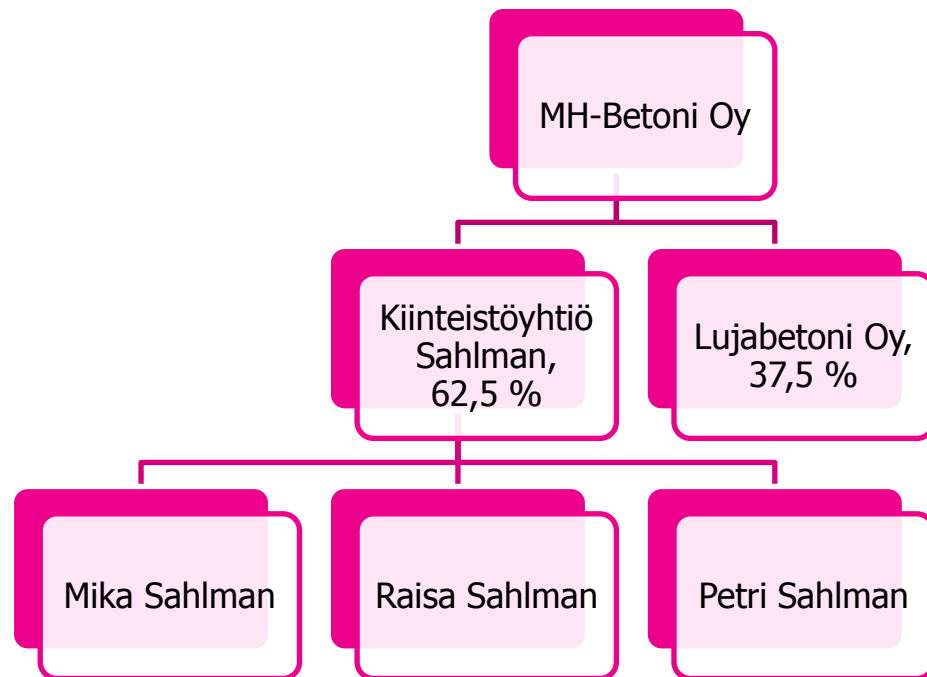 MH-Betoni Oy
Kiinteistöyhtiö
Sahlman,
62,5 %
Lujabetoni Oy,
37,5 %
Mika Sahlman
Raisa Sahlman
Petri Sahlman